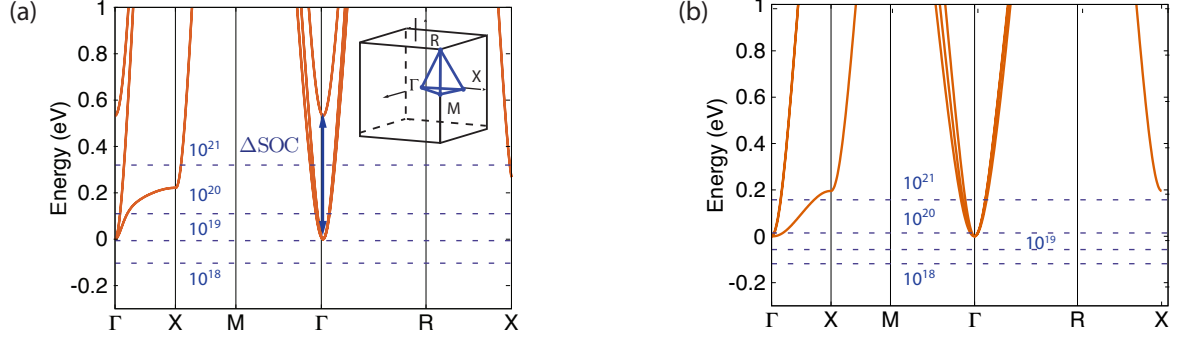 (a)
Energy (eV)
1
0.8
0.6
0.4
0.2
0
-0.2
10²¹
10²⁰
10¹⁹
10¹⁸
ΔSOC
R
Γ
X
M
Γ X M Γ R X
(b)
Energy (eV)
1
0.8
0.6
0.4
0.2
0
-0.2
10²¹
10²⁰
10¹⁹
10¹⁸
Γ X M Γ R X